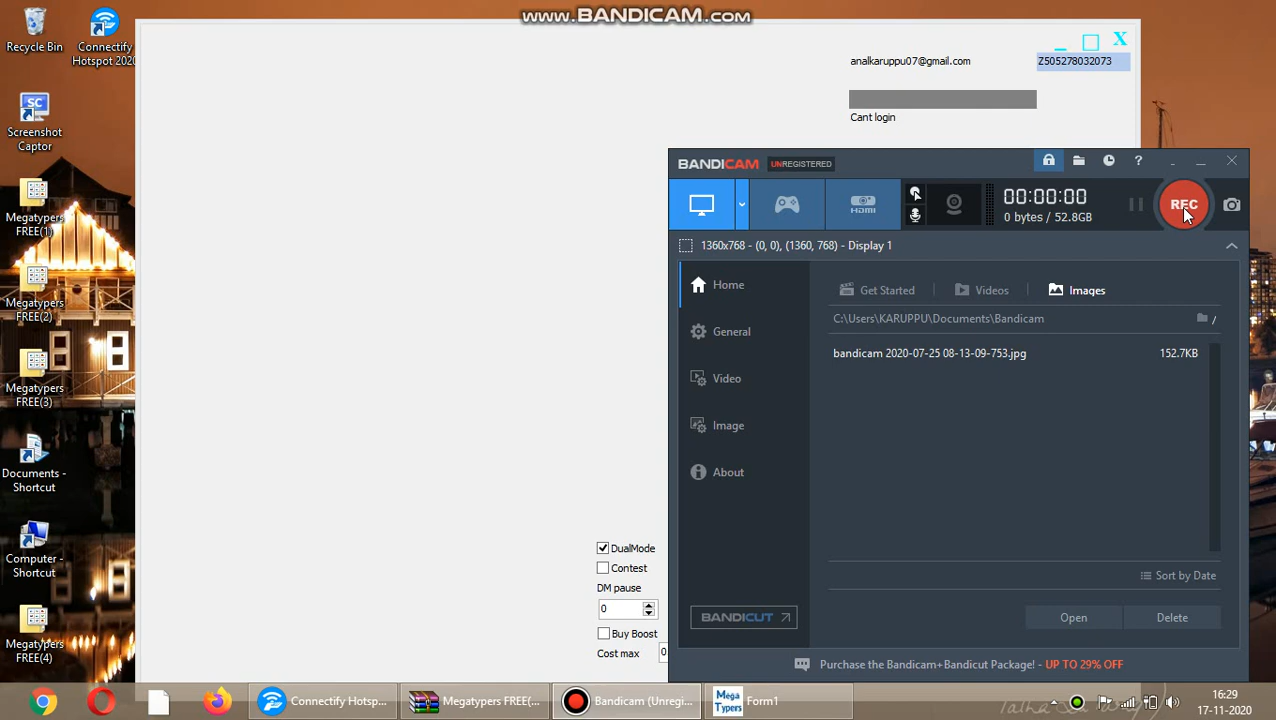 www.BANDICAM.com
Recycle Bin
Connectify
Hotspot 2020
Screenshot
Captor
Megatypers
FREE(1)
Megatypers
FREE(2)
Megatypers
FREE(3)
Documents -
Shortcut
Computer -
Shortcut
Megatypers
FREE(4)
X
analkaruppu07@gmail.com
Z505278032073
Cant login
BANDICAM UNREGISTERED
HDMI
00:00:00
0 bytes / 52.8GB
REC
1360x768 - (0, 0), (1360, 768) - Display 1
Home
General
Video
Image
About
BANDICUT
Get Started
Videos
Images
C:\Users\KARUPPU\Documents\Bandicam
/
bandicam 2020-07-25 08-13-09-753.jpg 152.7KB
Sort by Date
Open
Delete
Purchase the Bandicam+Bandicut Package! - UP TO 29% OFF
DualMode
Contest
DM pause
0
Buy Boost
Cost max 0
Connectify Hotsp...
Megatypers FREE(...
Bandicam (Unregi...
Mega Typers
Form1
16:29
17-11-2020